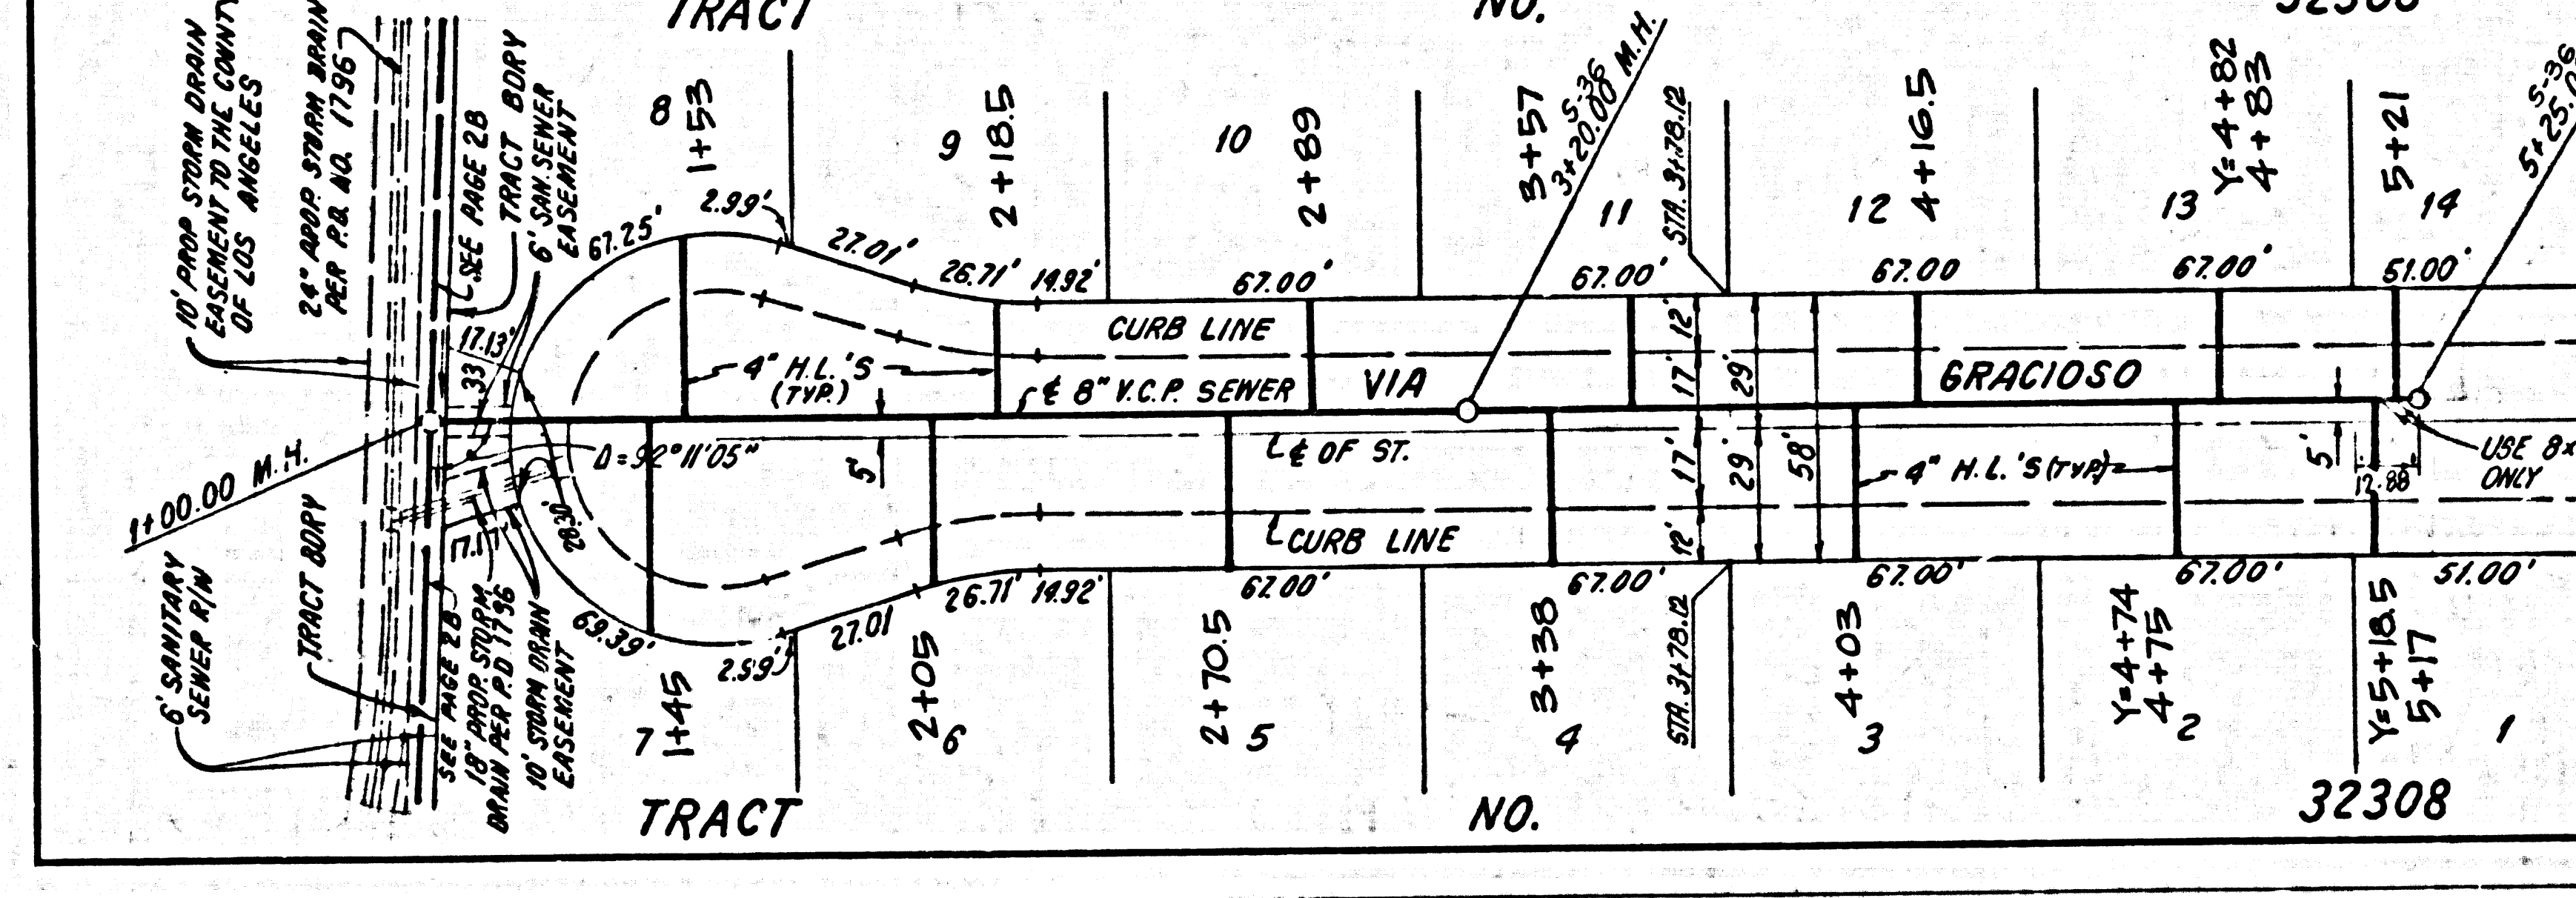 TRACT
NO.
32308
10' PROP STORM DRAIN
EASEMENT TO THE COUNTY
OF LOS ANGELES
24" PROP. STORM DRAIN
PER P.D. NO. 1796
SEE PAGE 2B
TRACT BDRY
6' SAN. SEWER
EASEMENT
8
1+53
9
2+18.5
10
2+89
3+57
S-36
3+20.00 M.H.
11
STA. 3+78.12
12
4+16.5
13
Y=4+82
4+83
5+21
14
S-36
67.25'
2.99'
27.01'
26.71'
14.92'
67.00'
67.00'
67.00
67.00'
51.00'
17.13'
33'
4" H.L.'S
(TYP.)
CURB LINE
℄ 8" V.C.P. SEWER
VIA
GRACIOSO
12'
17'
29'
1+00.00 M.H.
D=92°11'05"
5'
℄ OF ST.
17'
29'
58'
4" H.L.'S (TYP)
5'
12.88
USE 8x
ONLY
28.30'
17.17'
CURB LINE
12'
69.39'
2.59'
27.01
26.71'
14.92'
67.00'
67.00'
67.00'
67.00'
51.00'
6' SANITARY
SEWER R/W
TRACT BDRY
SEE PAGE 2B
18" PROP. STORM
DRAIN PER P.D 1796
10' STORM DRAIN
EASEMENT
7
1+45
2+05
6
2+70.5
5
3+38
4
STA. 3+78.12
4+03
3
Y=4+74
4+75
2
Y=5+18.5
5+17
1
TRACT
NO.
32308